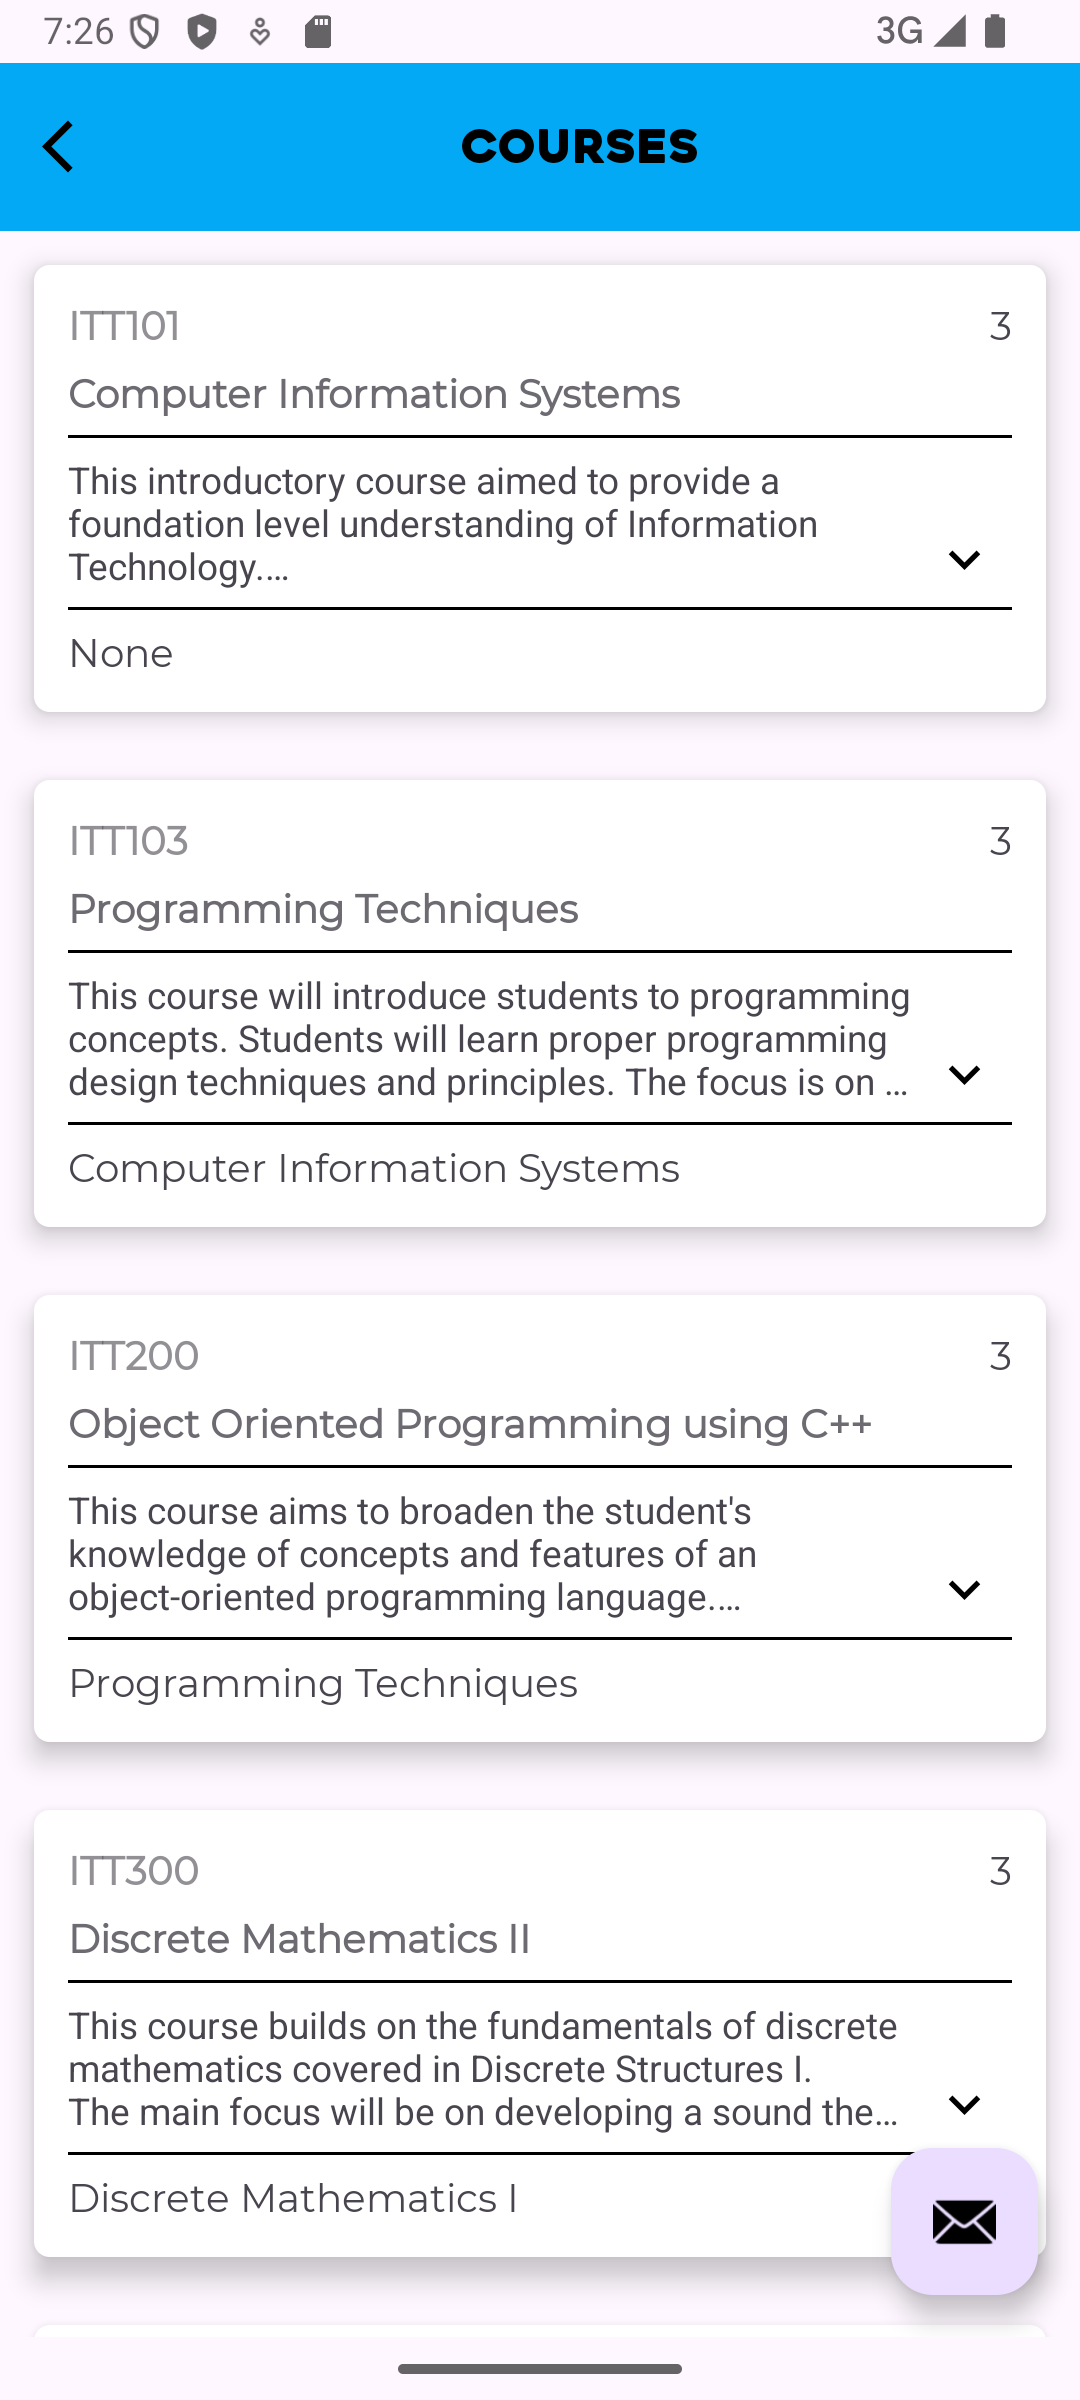 7:26
3G
COURSES
ITT101
3
Computer Information Systems
This introductory course aimed to provide a
foundation level understanding of Information
Technology.…
None
ITT103
3
Programming Techniques
This course will introduce students to programming
concepts. Students will learn proper programming
design techniques and principles. The focus is on …
Computer Information Systems
ITT200
3
Object Oriented Programming using C++
This course aims to broaden the student's
knowledge of concepts and features of an
object-oriented programming language.…
Programming Techniques
ITT300
3
Discrete Mathematics II
This course builds on the fundamentals of discrete
mathematics covered in Discrete Structures I.
The main focus will be on developing a sound the…
Discrete Mathematics I